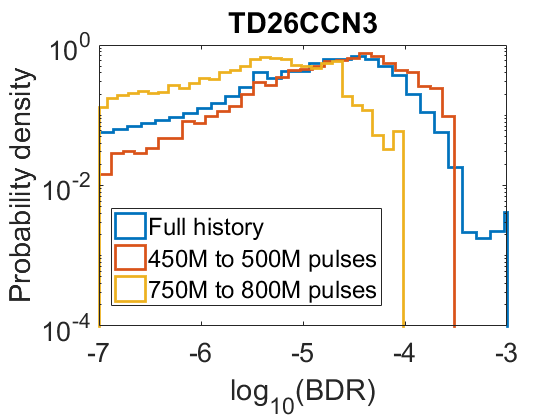 TD26CCN3
Probability density
10^0
10^-2
10^-4
Full history
450M to 500M pulses
750M to 800M pulses
-7 -6 -5 -4 -3
log_10(BDR)